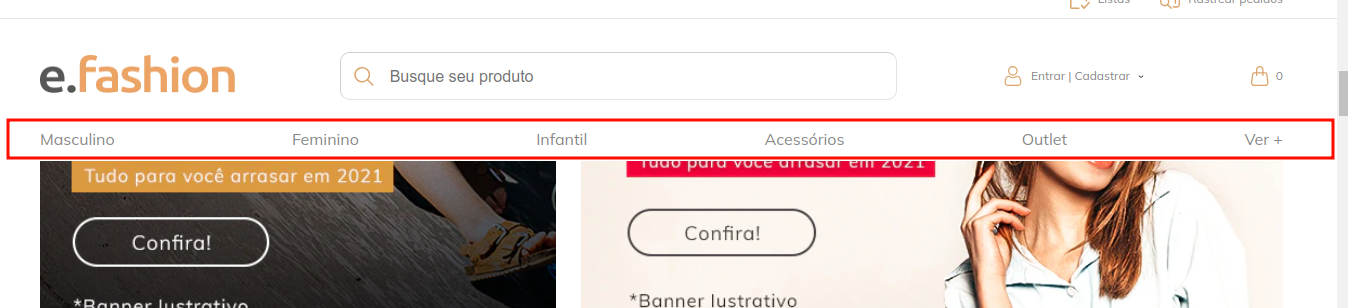 Listas Rastrear pedidos
e.fashion Busque seu produto Entrar | Cadastrar 0
Masculino Feminino Infantil Acessórios Outlet Ver +
Tudo para você arrasar em 2021
Confira!
*Banner lustrativo
Tudo para você arrasar em 2021
Confira!
*Banner lustrativo